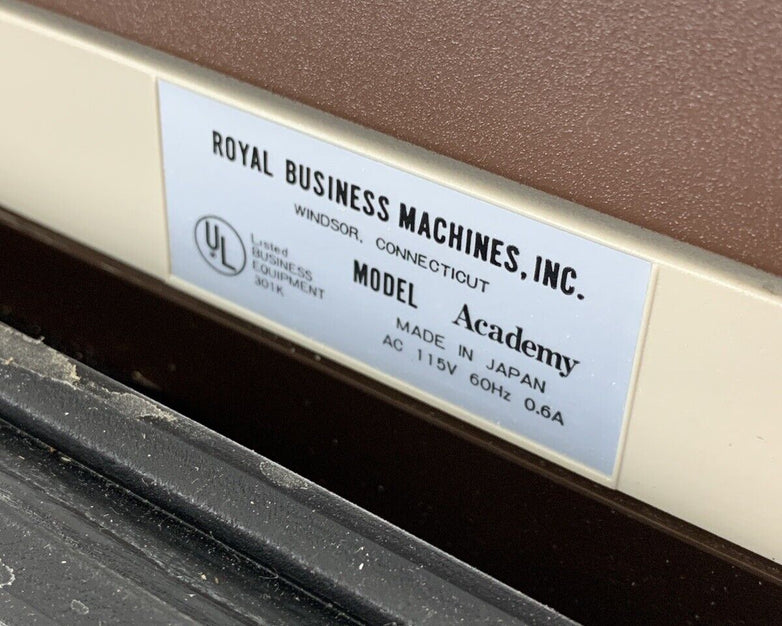 ROYAL BUSINESS MACHINES, INC.
WINDSOR, CONNECTICUT
UL
Listed
BUSINESS
EQUIPMENT
301K
MODEL Academy
MADE IN JAPAN
AC 115V 60Hz 0.6A